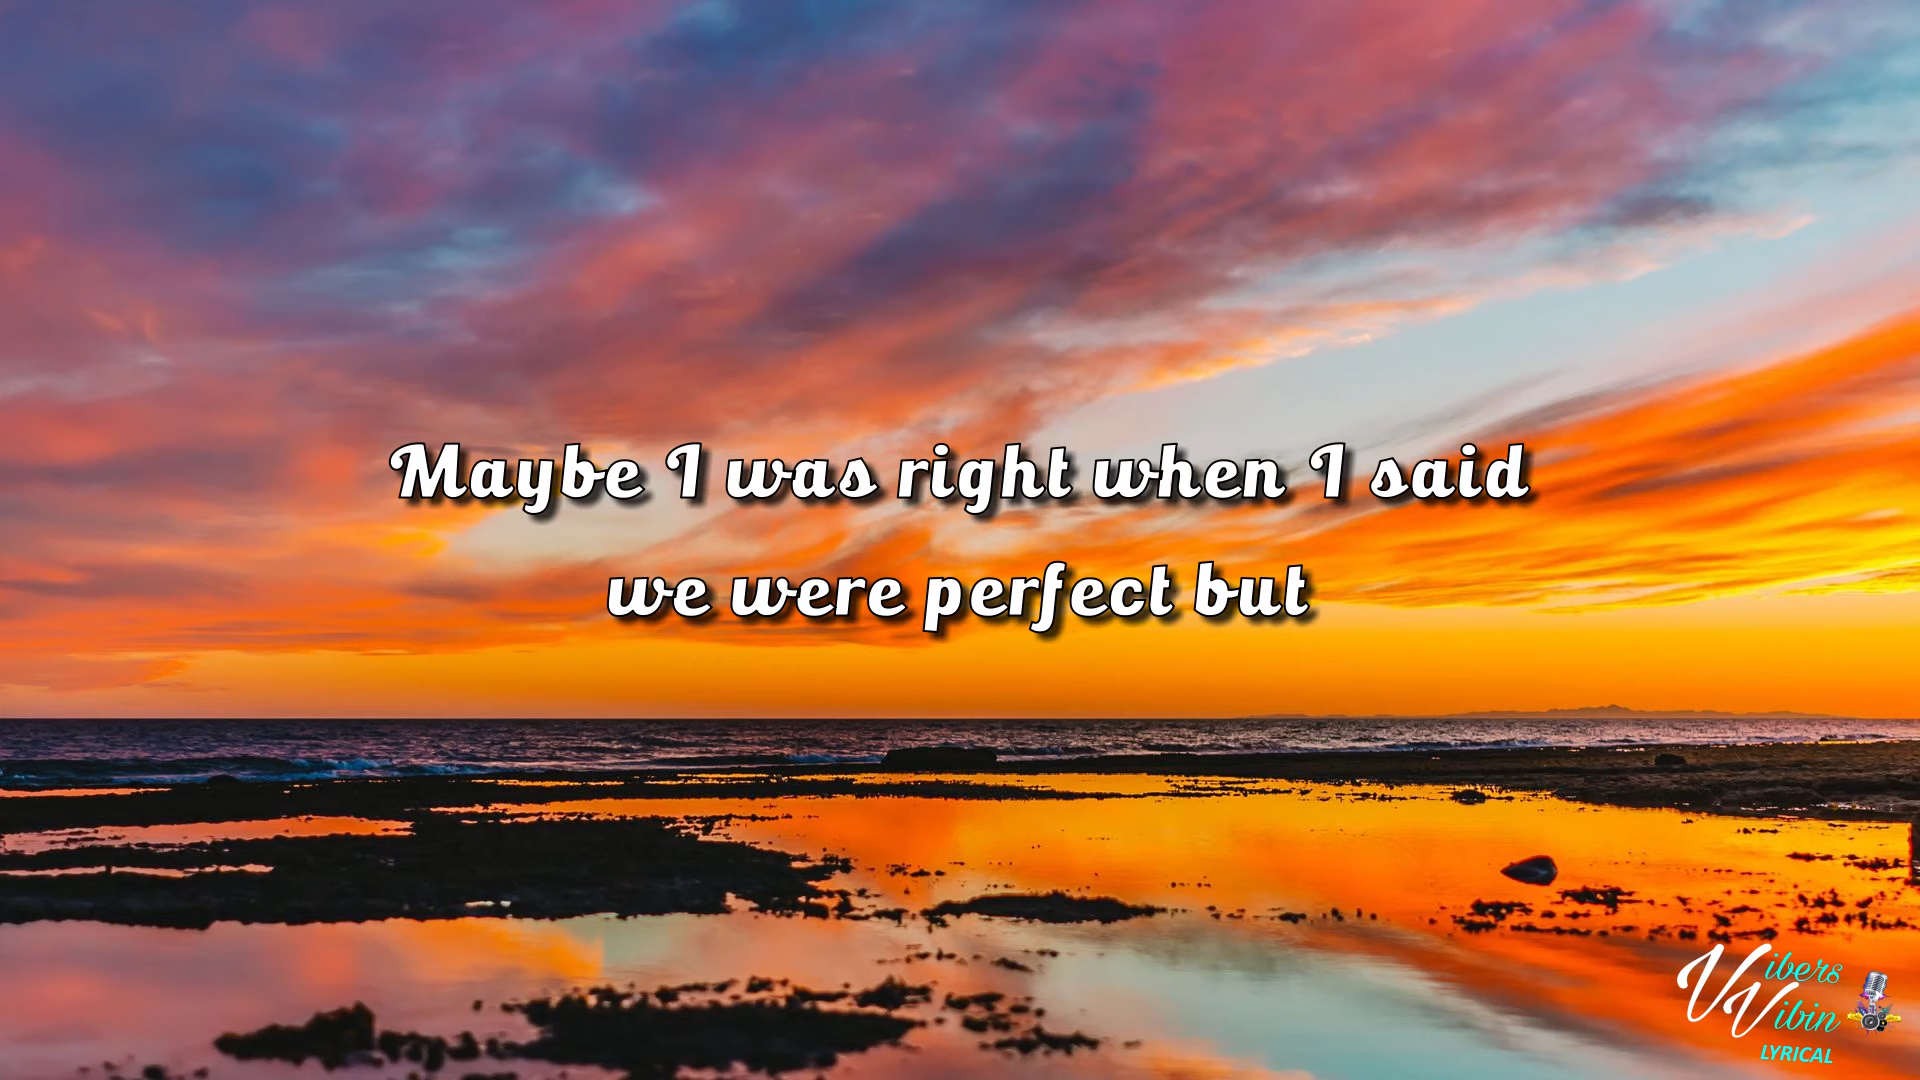 Maybe I was right when I said
we were perfect but
Vibers
Vibin
LYRICAL